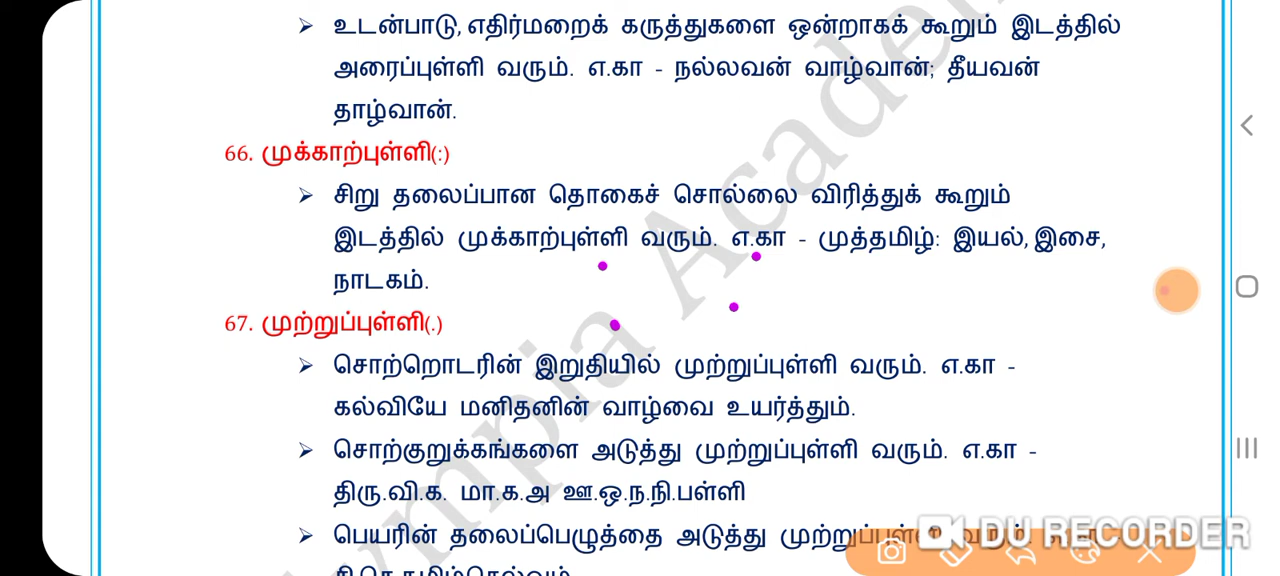 உடன்பாடு, எதிர்மறைக் கருத்துகளை ஒன்றாகக் கூறும் இடத்தில்
அரைப்புள்ளி வரும். எ.கா - நல்லவன் வாழ்வான்; தீயவன்
தாழ்வான்.
66. முக்காற்புள்ளி(:)
சிறு தலைப்பான தொகைச் சொல்லை விரித்துக் கூறும்
இடத்தில் முக்காற்புள்ளி வரும். எ.கா - முத்தமிழ்: இயல், இசை,
நாடகம்.
67. முற்றுப்புள்ளி(.)
சொற்றொடரின் இறுதியில் முற்றுப்புள்ளி வரும். எ.கா -
கல்வியே மனிதனின் வாழ்வை உயர்த்தும்.
சொற்குறுக்கங்களை அடுத்து முற்றுப்புள்ளி வரும். எ.கா -
திரு.வி.க. மா.க.அ ஊ.ஒ.ந.நி.பள்ளி
பெயரின் தலைப்பெழுத்தை அடுத்து முற்றுப்புள்ளி வரும்.
DU RECORDER